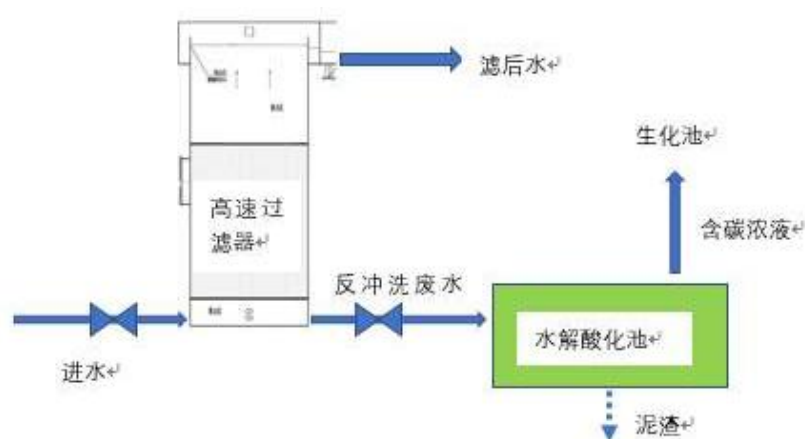 滤后水
生化池
高速过
滤器
含碳浓液
反冲洗废水
水解酸化池
进水
泥渣